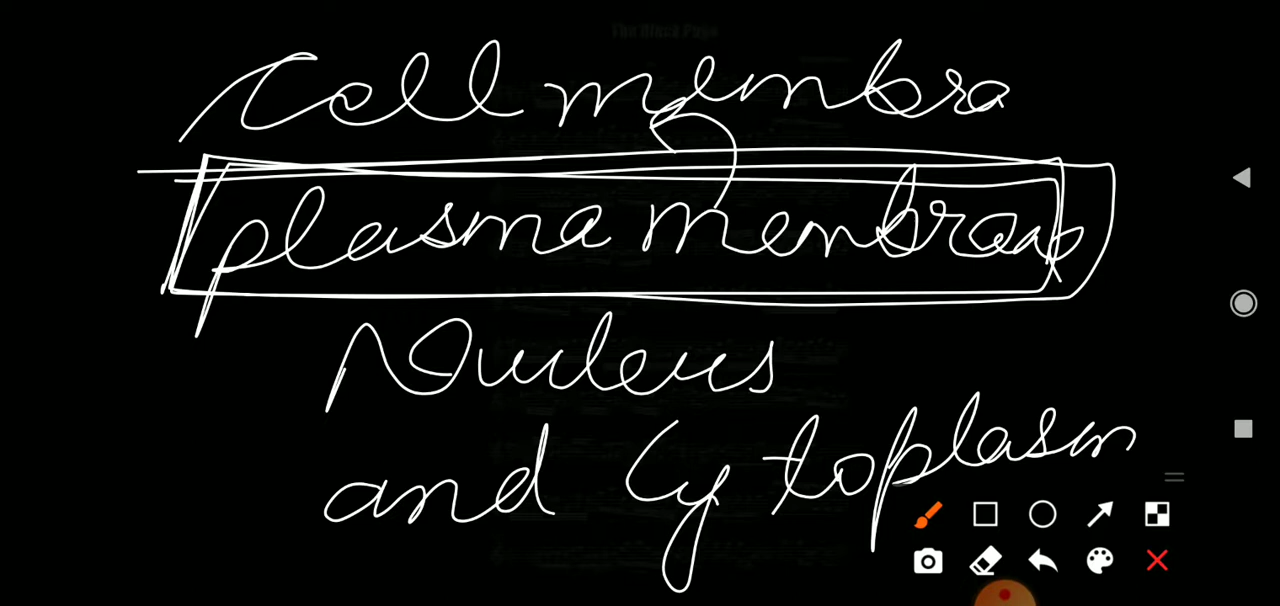 Cell membra
plasma membrane
Nucleus
and Cytoplasm